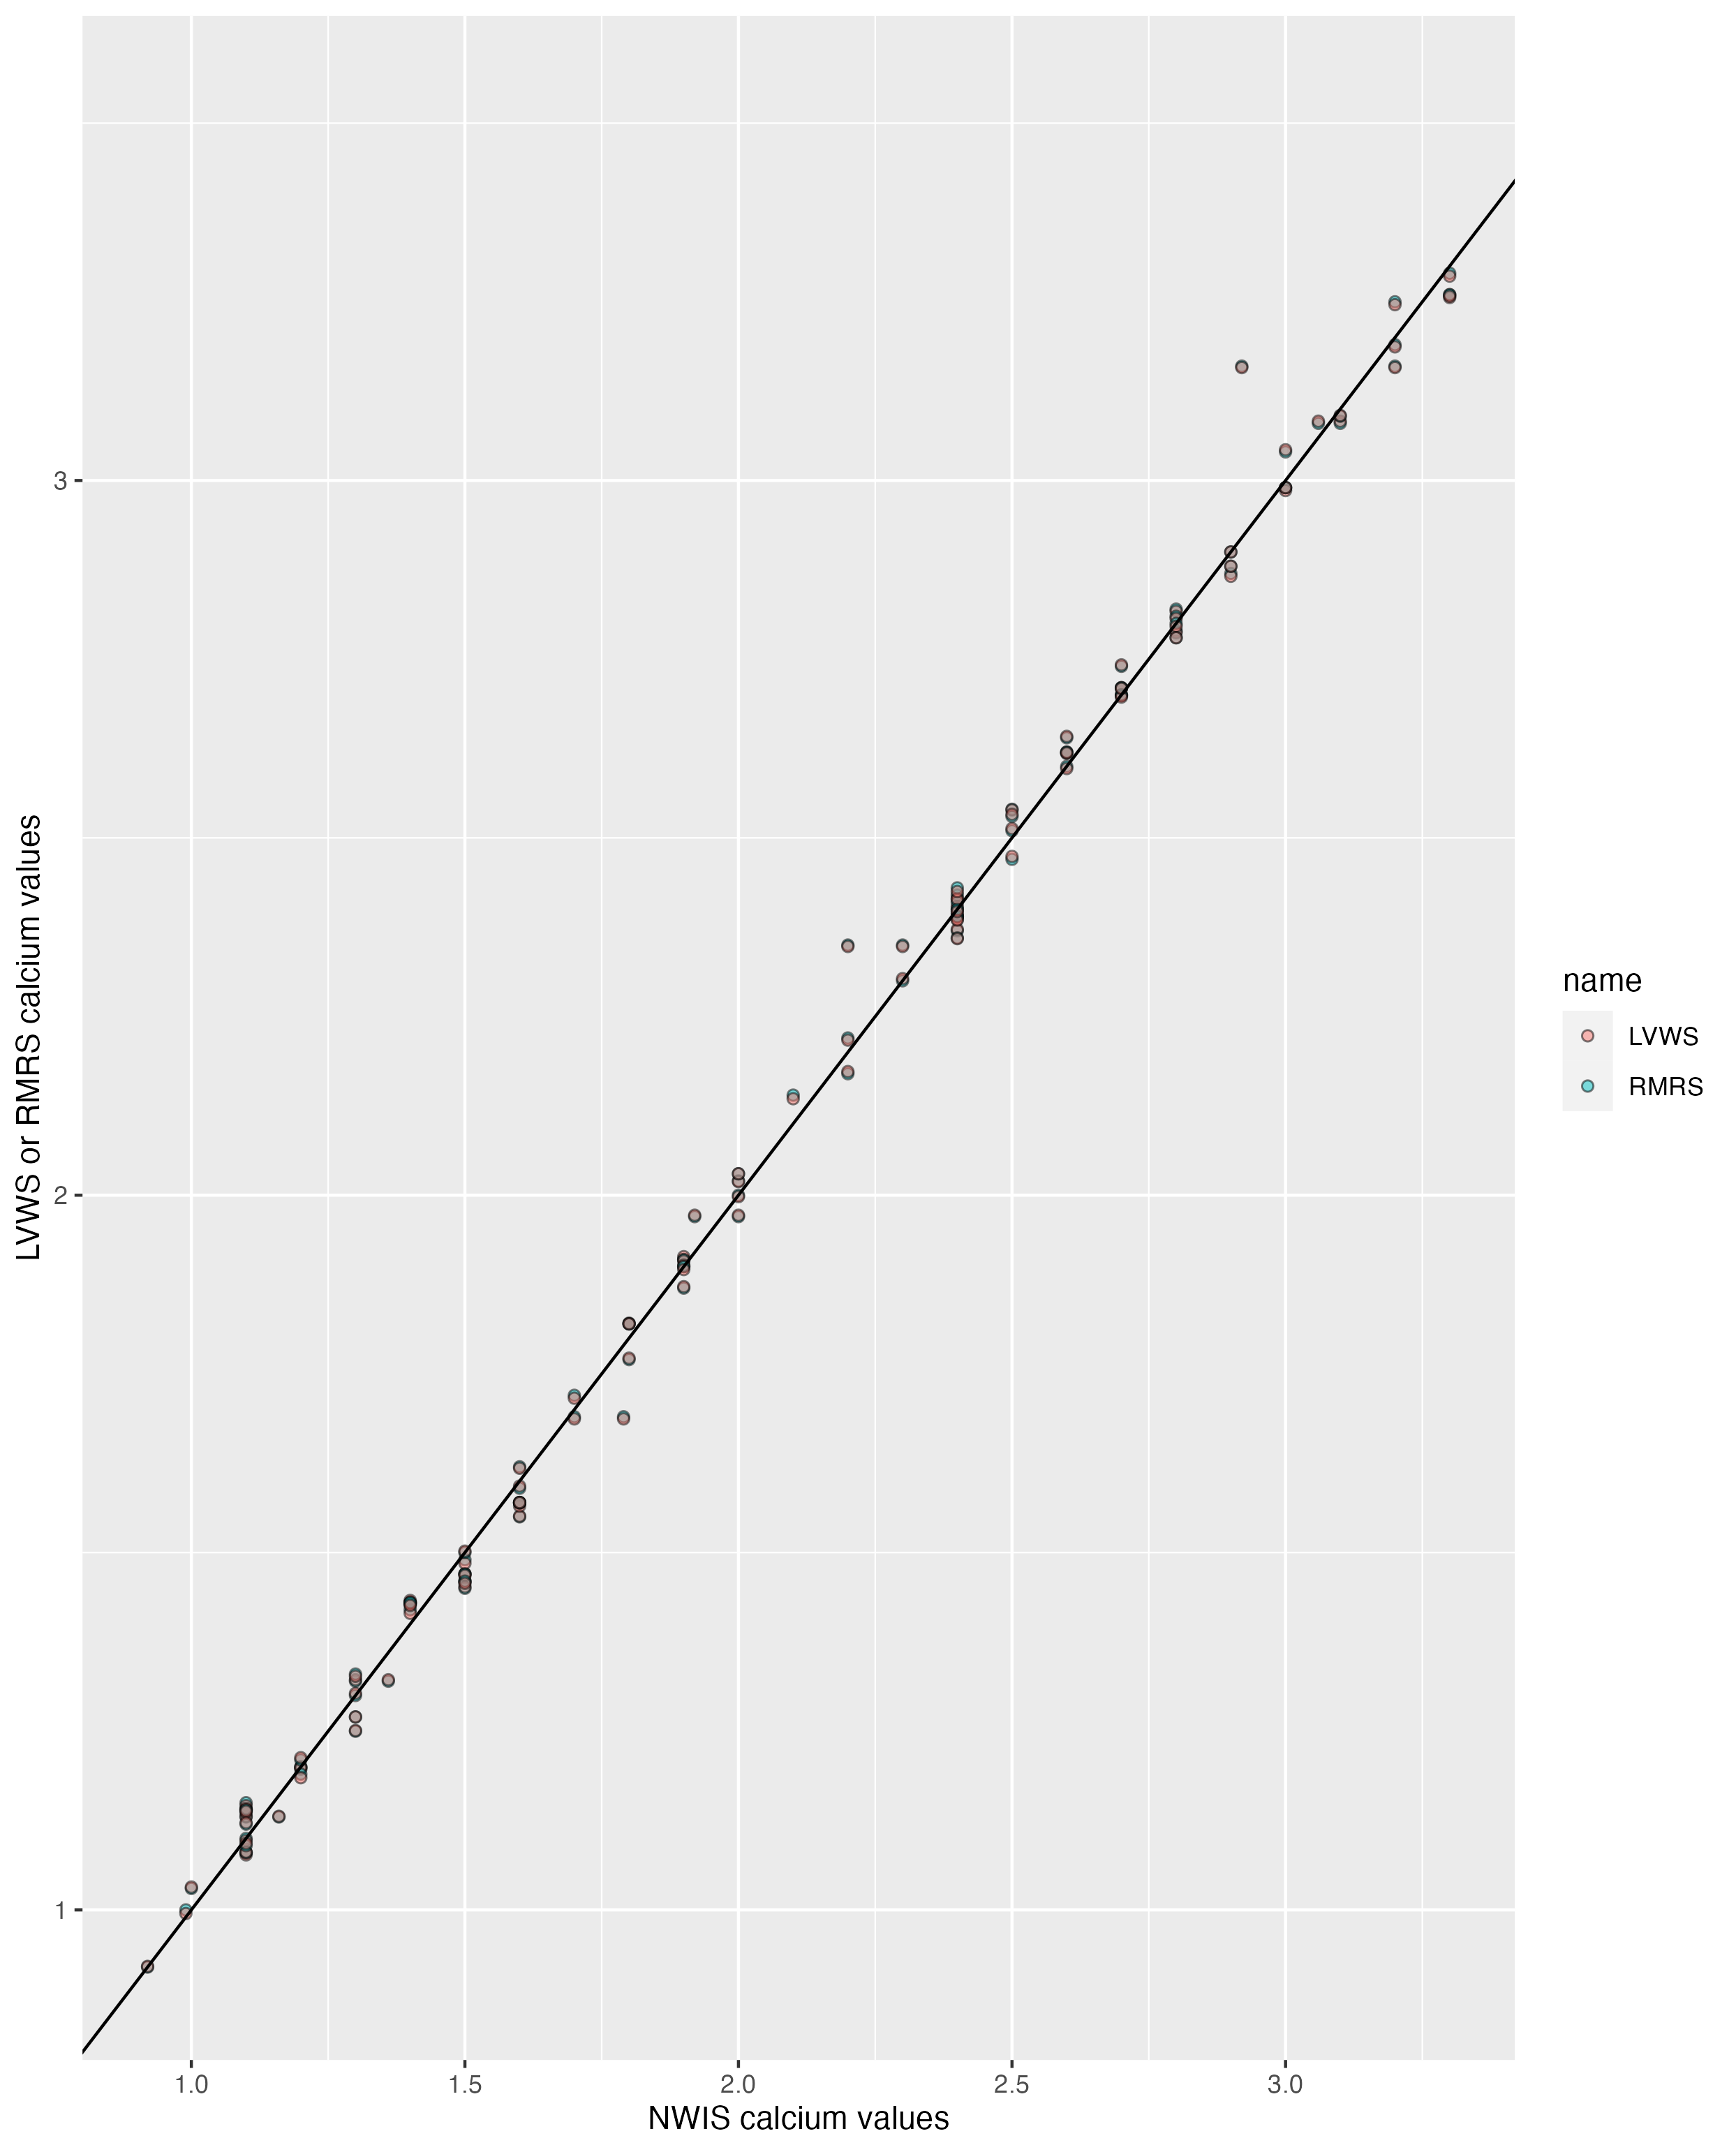 3
2
1
LVWS or RMRS calcium values
1.0 1.5 2.0 2.5 3.0
NWIS calcium values
name
LVWS
RMRS